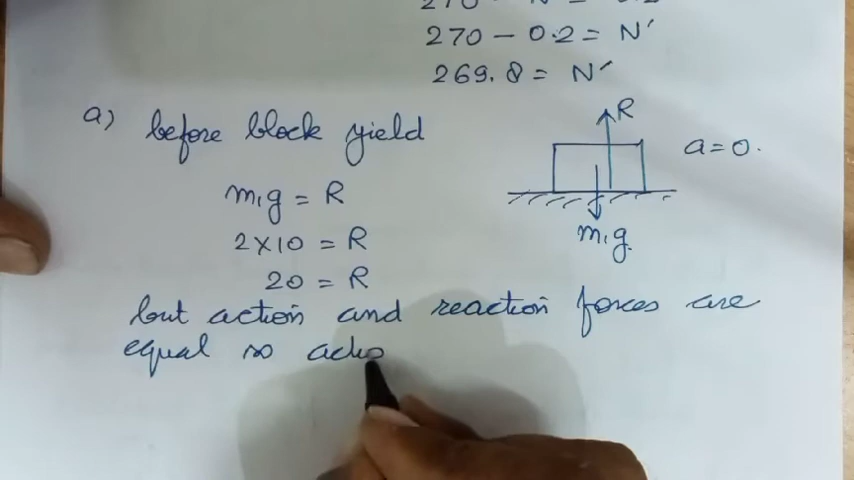 270 - 0.2 = N'
269.8 = N'
a) before block yield
R
a = 0.
m₁g = R
m₁g.
2×10 = R
20 = R
but action and reaction forces are
equal so actio